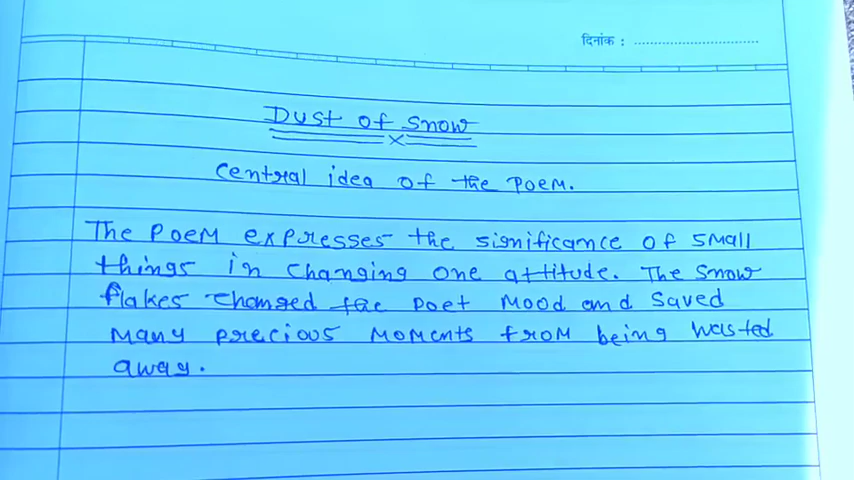 दिनांक : ..................................
Dust of Snow
x
Central idea of the Poem.
The Poem expresses the significance of small
things in changing one attitude. The snow
flakes changed the poet Mood and Saved
Many precious Moments from being wasted
away.